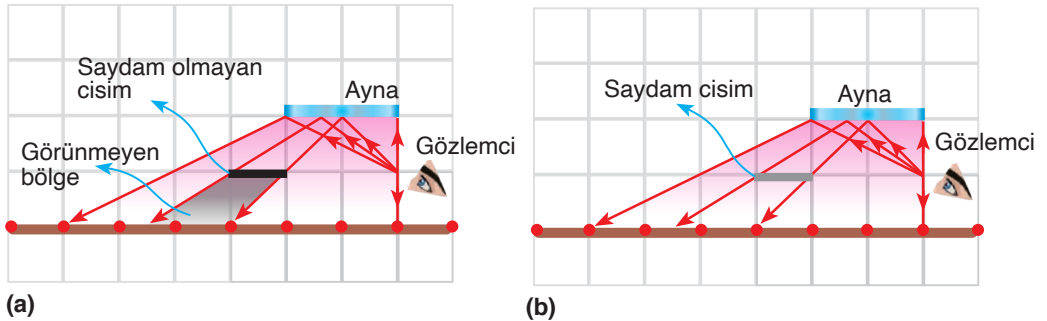 Saydam olmayan
cisim
Ayna
Görünmeyen
bölge
Gözlemci
(a)
Saydam cisim
Ayna
Gözlemci
(b)